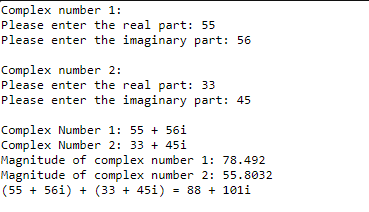 Complex number 1:
Please enter the real part: 55
Please enter the imaginary part: 56
Complex number 2:
Please enter the real part: 33
Please enter the imaginary part: 45
Complex Number 1: 55 + 56i
Complex Number 2: 33 + 45i
Magnitude of complex number 1: 78.492
Magnitude of complex number 2: 55.8032
(55 + 56i) + (33 + 45i) = 88 + 101i